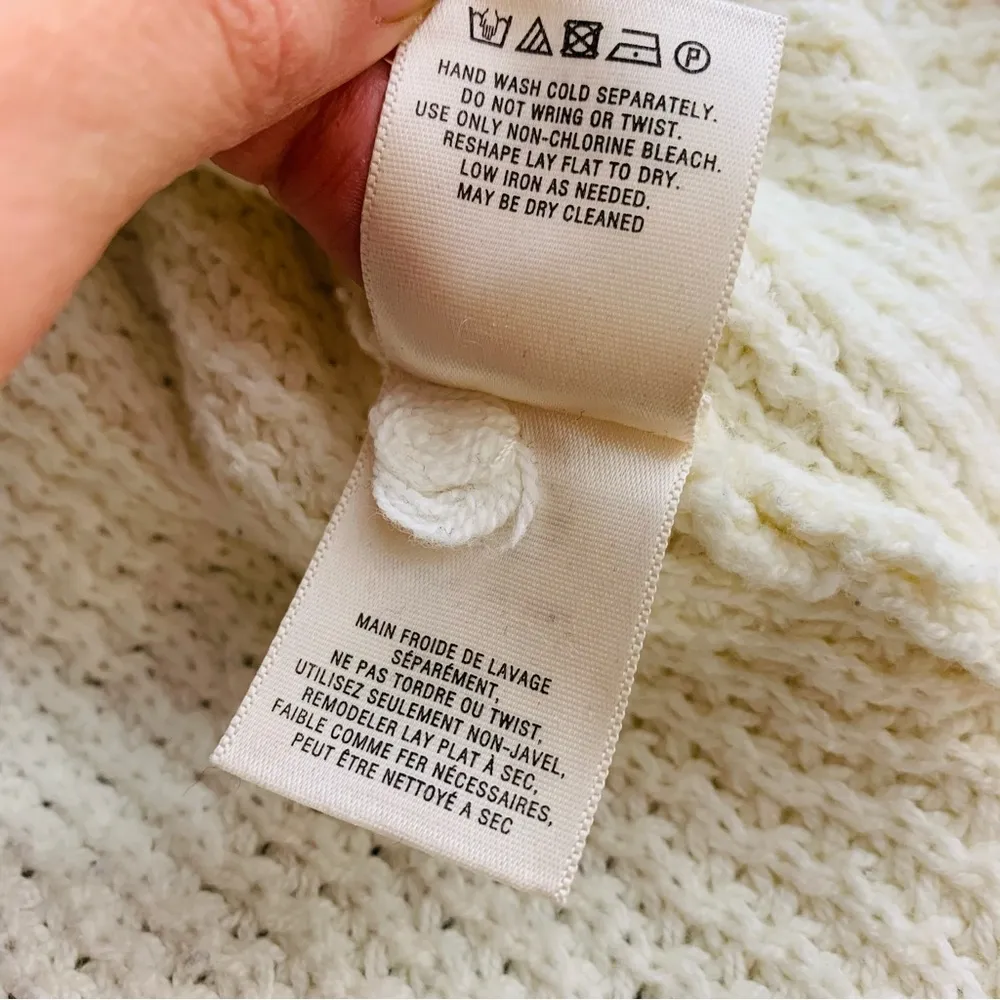 P
HAND WASH COLD SEPARATELY.
DO NOT WRING OR TWIST.
USE ONLY NON-CHLORINE BLEACH.
RESHAPE LAY FLAT TO DRY.
LOW IRON AS NEEDED.
MAY BE DRY CLEANED
MAIN FROIDE DE LAVAGE
SÉPARÉMENT,
NE PAS TORDRE OU TWIST,
UTILISEZ SEULEMENT NON-JAVEL,
REMODELER LAY PLAT À SEC,
FAIBLE COMME FER NÉCESSAIRES,
PEUT ÊTRE NETTOYÉ A SEC